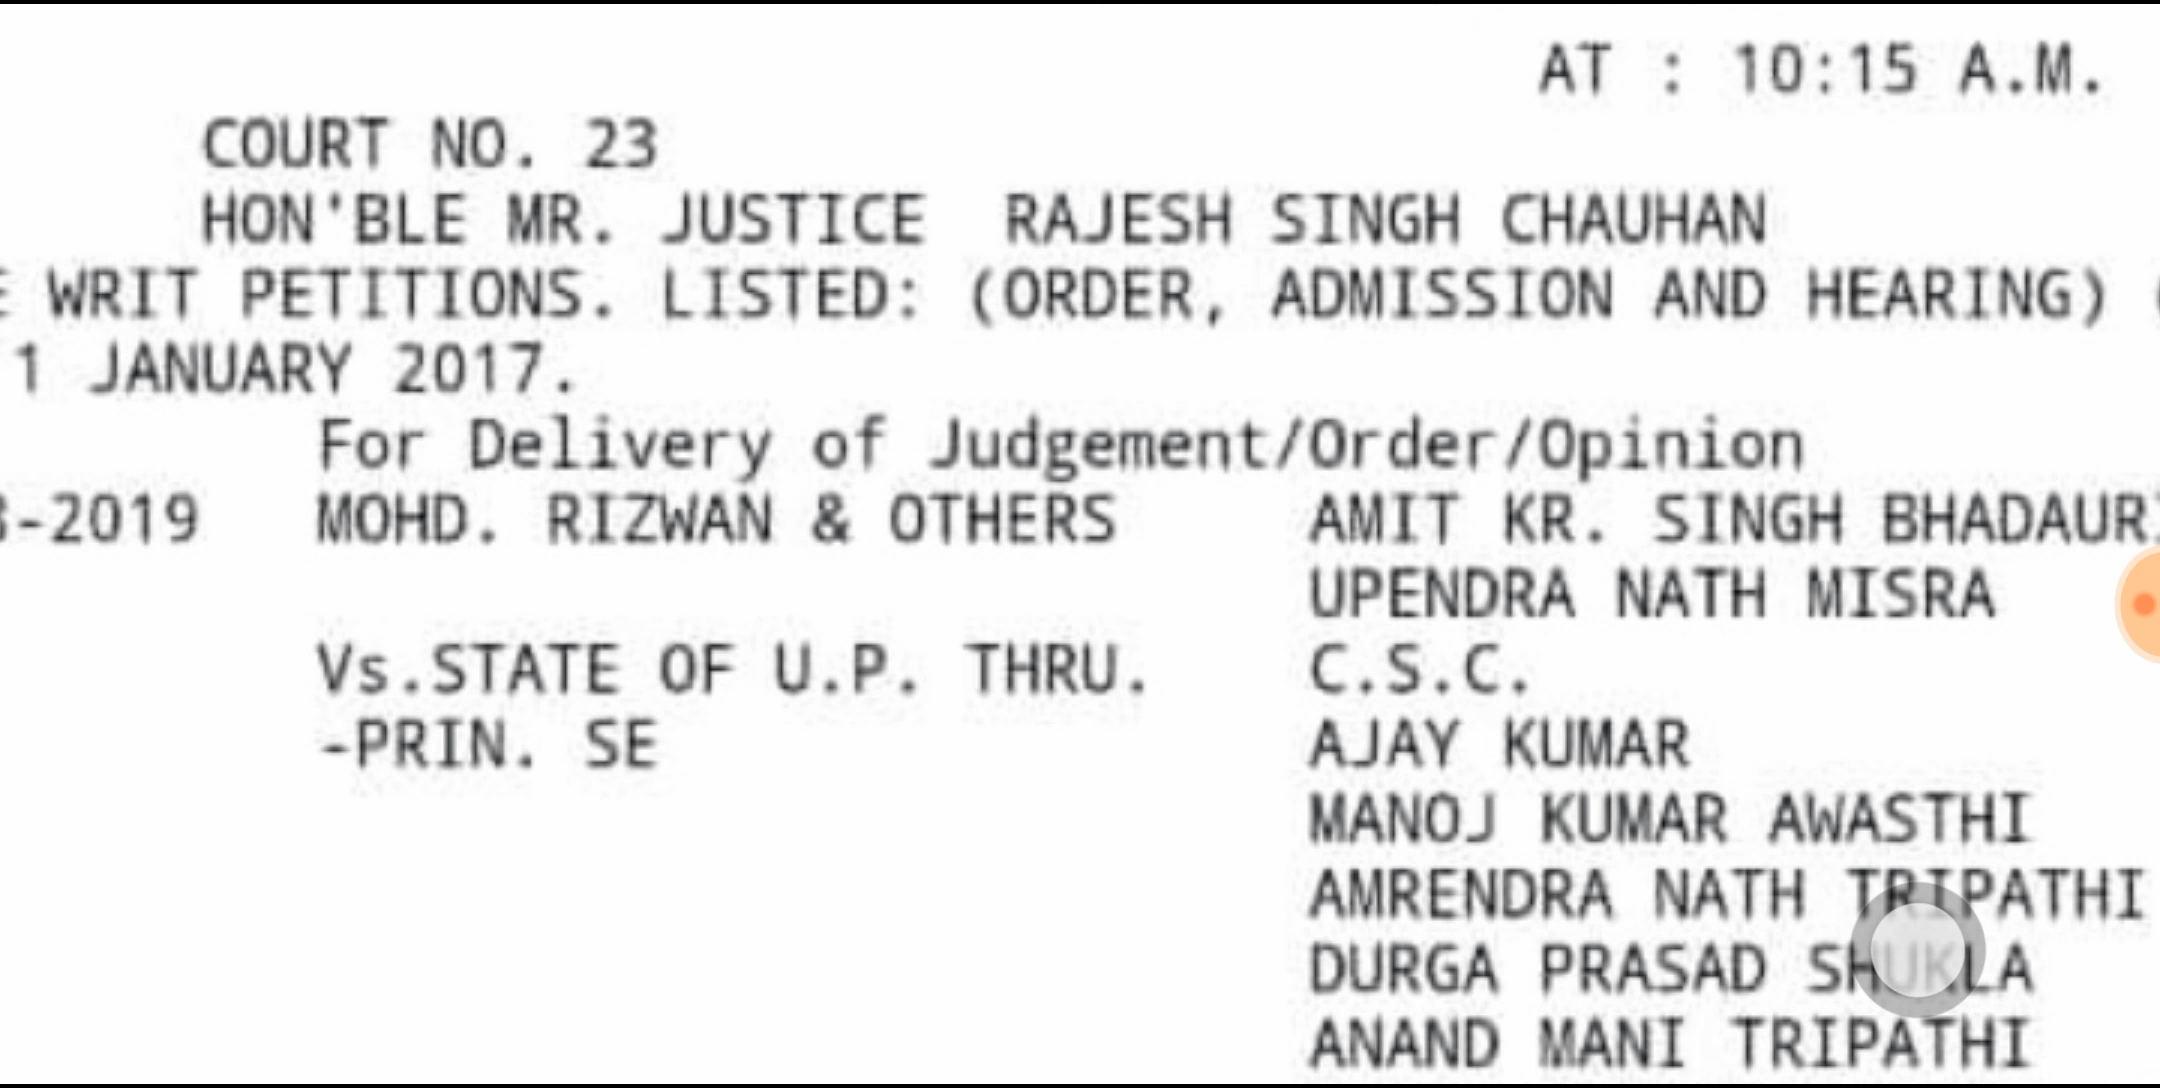 AT : 10:15 A.M.
COURT NO. 23
HON'BLE MR. JUSTICE RAJESH SINGH CHAUHAN
WRIT PETITIONS. LISTED: (ORDER, ADMISSION AND HEARING) (
1 JANUARY 2017.
For Delivery of Judgement/Order/Opinion
-2019 MOHD. RIZWAN & OTHERS AMIT KR. SINGH BHADAUR
UPENDRA NATH MISRA
Vs.STATE OF U.P. THRU. C.S.C.
-PRIN. SE AJAY KUMAR
MANOJ KUMAR AWASTHI
AMRENDRA NATH TRIPATHI
DURGA PRASAD SHUKLA
ANAND MANI TRIPATHI